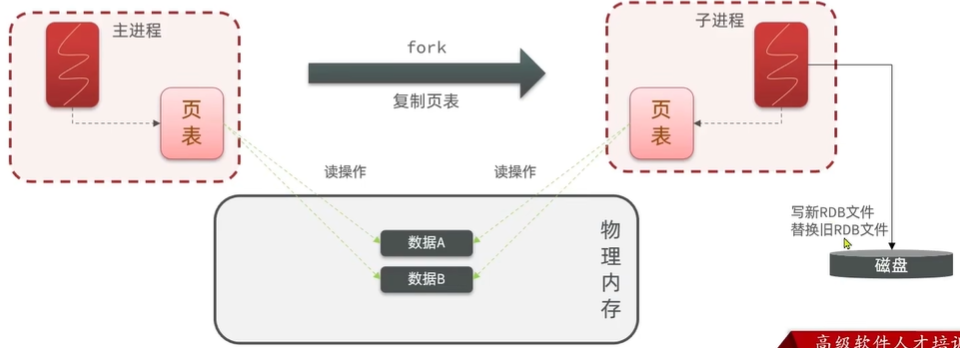 主进程
页
表
fork
复制页表
子进程
页
表
读操作
读操作
数据A
数据B
物
理
内
存
写新RDB文件
替换旧RDB文件
磁盘
高级软件人才培训